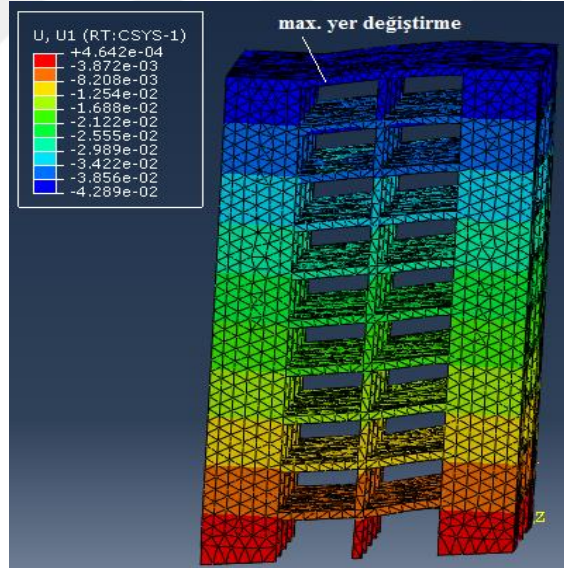 max. yer değiştirme
U, U1 (RT:CSYS-1)
+4.642e-04
-3.872e-03
-8.208e-03
-1.254e-02
-1.688e-02
-2.122e-02
-2.555e-02
-2.989e-02
-3.422e-02
-3.856e-02
-4.289e-02
Z